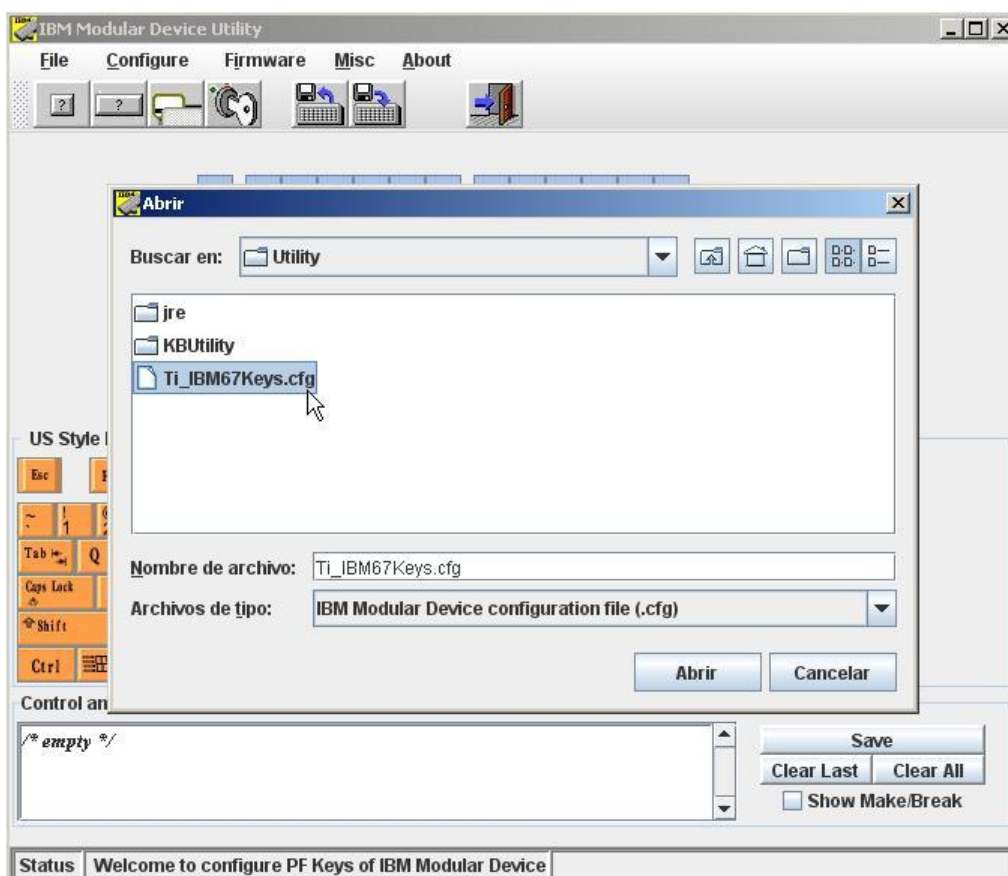 IBM Modular Device Utility
File Configure Firmware Misc About
? ?
Abrir
Buscar en: Utility
jre
KBUtility
Ti_IBM67Keys.cfg
Nombre de archivo: Ti_IBM67Keys.cfg
Archivos de tipo: IBM Modular Device configuration file (.cfg)
Abrir Cancelar
US Style
Esc
~ ! 1
Tab Q
Caps Lock
Shift
Ctrl
Control an
/* empty */
Save
Clear Last Clear All
Show Make/Break
Status Welcome to configure PF Keys of IBM Modular Device